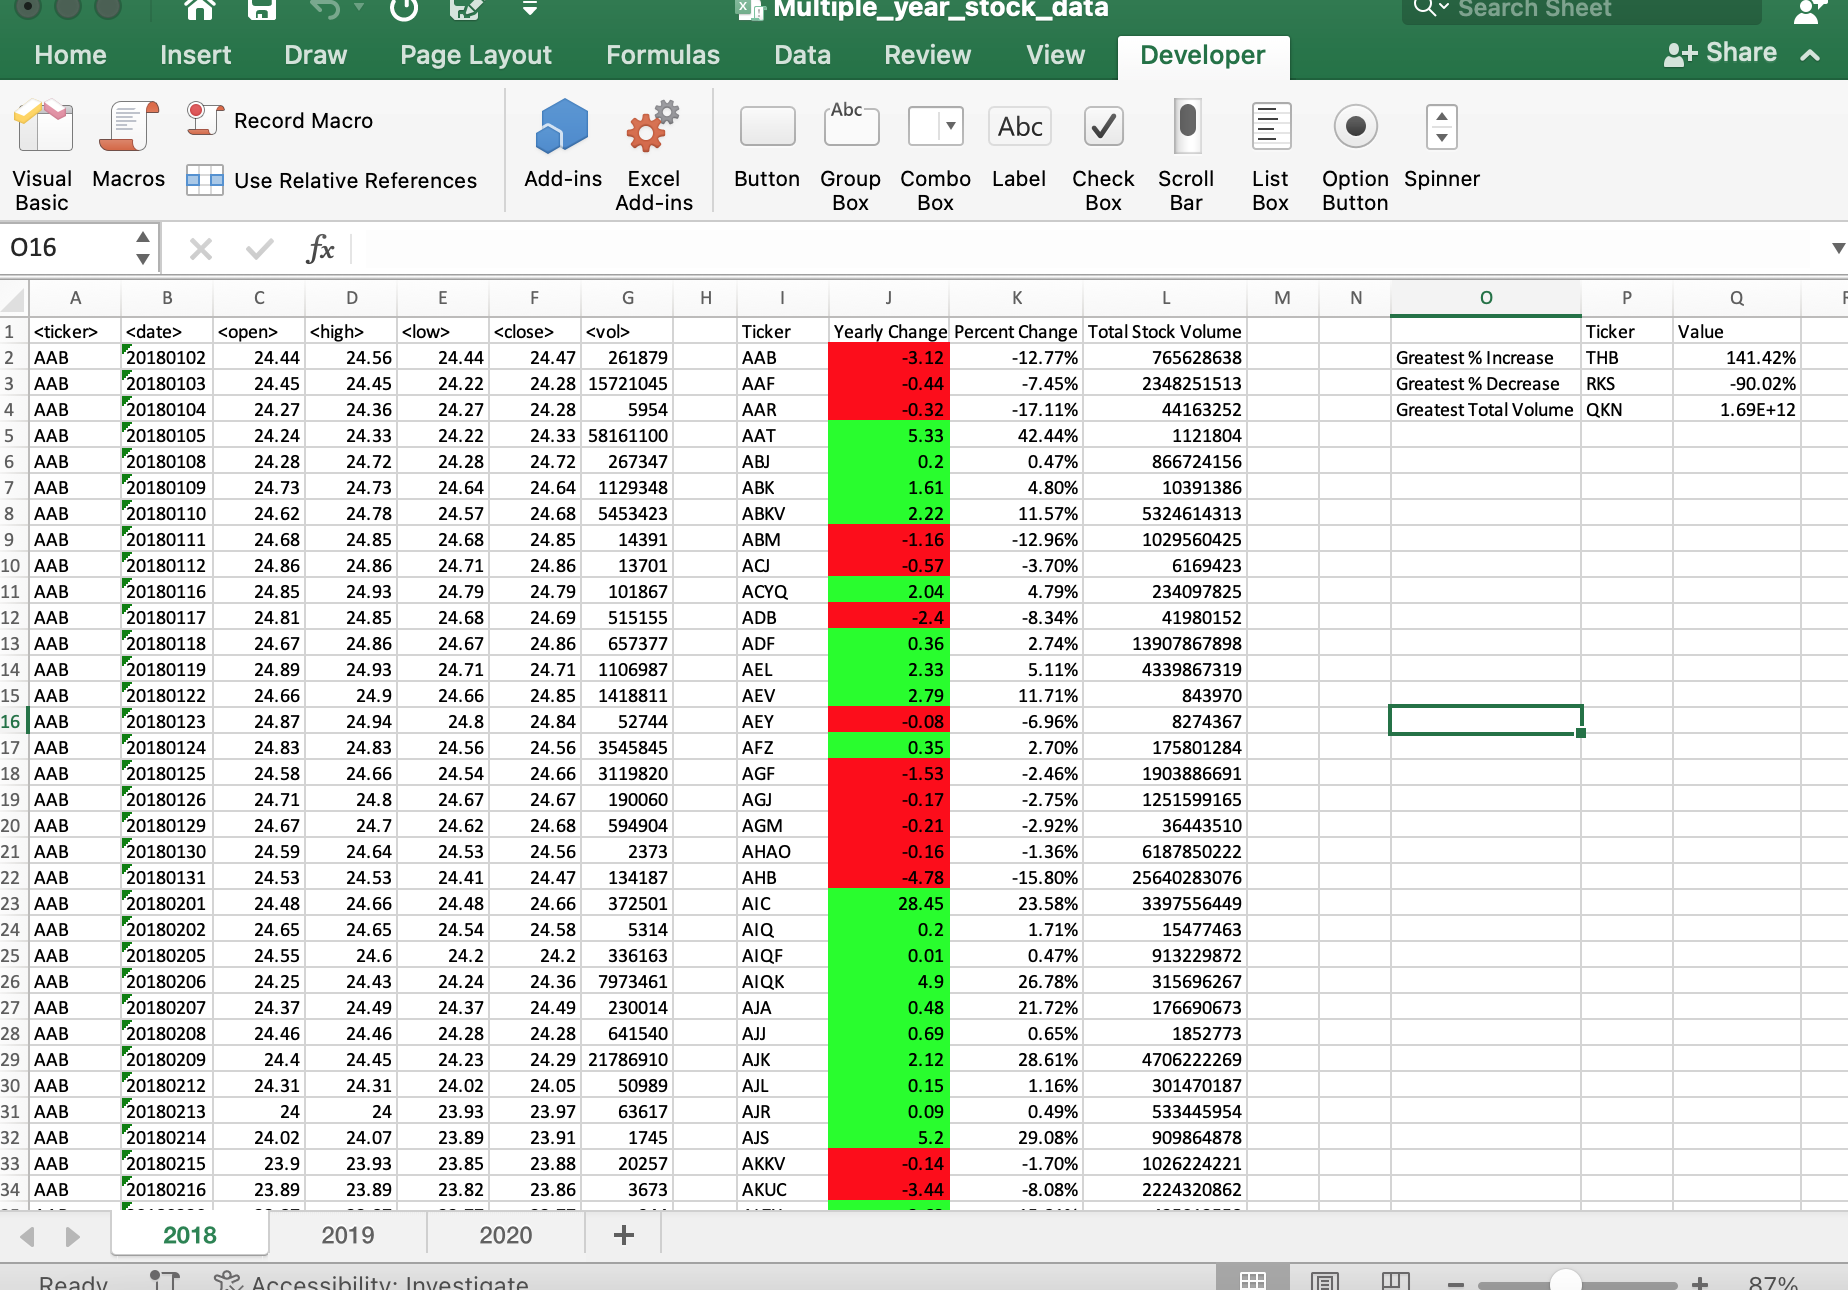 Multiple_year_stock_data
Search Sheet
Home Insert Draw Page Layout Formulas Data Review View Developer Share
Visual Basic
Macros
Record Macro
Use Relative References
Add-ins
Excel Add-ins
Abc
Abc
Button
Group Box
Combo Box
Label
Check Box
Scroll Bar
List Box
Option Button
Spinner
O16 fx
A B C D E F G H I J K L M N O P Q
1 <ticker> <date> <open> <high> <low> <close> <vol> Ticker Yearly Change Percent Change Total Stock Volume Ticker Value
2 AAB 20180102 24.44 24.56 24.44 24.47 261879 AAB -3.12 -12.77% 765628638 Greatest % Increase THB 141.42%
3 AAB 20180103 24.45 24.45 24.22 24.28 15721045 AAF -0.44 -7.45% 2348251513 Greatest % Decrease RKS -90.02%
4 AAB 20180104 24.27 24.36 24.27 24.28 5954 AAR -0.32 -17.11% 44163252 Greatest Total Volume QKN 1.69E+12
5 AAB 20180105 24.24 24.33 24.22 24.33 58161100 AAT 5.33 42.44% 1121804
6 AAB 20180108 24.28 24.72 24.28 24.72 267347 ABJ 0.2 0.47% 866724156
7 AAB 20180109 24.73 24.73 24.64 24.64 1129348 ABK 1.61 4.80% 10391386
8 AAB 20180110 24.62 24.78 24.57 24.68 5453423 ABKV 2.22 11.57% 5324614313
9 AAB 20180111 24.68 24.85 24.68 24.85 14391 ABM -1.16 -12.96% 1029560425
10 AAB 20180112 24.86 24.86 24.71 24.86 13701 ACJ -0.57 -3.70% 6169423
11 AAB 20180116 24.85 24.93 24.79 24.79 101867 ACYQ 2.04 4.79% 234097825
12 AAB 20180117 24.81 24.85 24.68 24.69 515155 ADB -2.4 -8.34% 41980152
13 AAB 20180118 24.67 24.86 24.67 24.86 657377 ADF 0.36 2.74% 13907867898
14 AAB 20180119 24.89 24.93 24.71 24.71 1106987 AEL 2.33 5.11% 4339867319
15 AAB 20180122 24.66 24.9 24.66 24.85 1418811 AEV 2.79 11.71% 843970
16 AAB 20180123 24.87 24.94 24.8 24.84 52744 AEY -0.08 -6.96% 8274367
17 AAB 20180124 24.83 24.83 24.56 24.56 3545845 AFZ 0.35 2.70% 175801284
18 AAB 20180125 24.58 24.66 24.54 24.66 3119820 AGF -1.53 -2.46% 1903886691
19 AAB 20180126 24.71 24.8 24.67 24.67 190060 AGJ -0.17 -2.75% 1251599165
20 AAB 20180129 24.67 24.7 24.62 24.68 594904 AGM -0.21 -2.92% 36443510
21 AAB 20180130 24.59 24.64 24.53 24.56 2373 AHAO -0.16 -1.36% 6187850222
22 AAB 20180131 24.53 24.53 24.41 24.47 134187 AHB -4.78 -15.80% 25640283076
23 AAB 20180201 24.48 24.66 24.48 24.66 372501 AIC 28.45 23.58% 3397556449
24 AAB 20180202 24.65 24.65 24.54 24.58 5314 AIQ 0.2 1.71% 15477463
25 AAB 20180205 24.55 24.6 24.2 24.2 336163 AIQF 0.01 0.47% 913229872
26 AAB 20180206 24.25 24.43 24.24 24.36 7973461 AIQK 4.9 26.78% 315696267
27 AAB 20180207 24.37 24.49 24.37 24.49 230014 AJA 0.48 21.72% 176690673
28 AAB 20180208 24.46 24.46 24.28 24.28 641540 AJJ 0.69 0.65% 1852773
29 AAB 20180209 24.4 24.45 24.23 24.29 21786910 AJK 2.12 28.61% 4706222269
30 AAB 20180212 24.31 24.31 24.02 24.05 50989 AJL 0.15 1.16% 301470187
31 AAB 20180213 24 24 23.93 23.97 63617 AJR 0.09 0.49% 533445954
32 AAB 20180214 24.02 24.07 23.89 23.91 1745 AJS 5.2 29.08% 909864878
33 AAB 20180215 23.9 23.93 23.85 23.88 20257 AKKV -0.14 -1.70% 1026224221
34 AAB 20180216 23.89 23.89 23.82 23.86 3673 AKUC -3.44 -8.08% 2224320862
2018 2019 2020 +
Ready Accessibility: Investigate 87%